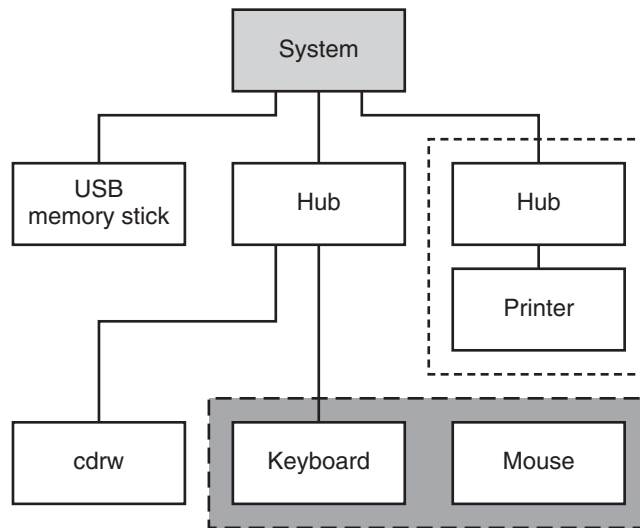 System
USB
memory stick
Hub
Hub
Printer
cdrw
Keyboard
Mouse